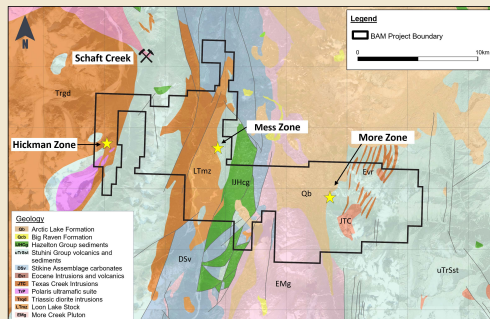 N
Legend
BAM Project Boundary
0
10km
Schaft Creek
Trgd
Hickman Zone
Mess Zone
More Zone
LTmz
lJHcg
Qb
Evr
JTC
DSv
EMg
uTrSst
Geology
Qb Arctic Lake Formation
Qcb Big Raven Formation
lJHcg Hazelton Group sediments
uTrSst Stuhini Group volcanics and
sediments
DSv Stikine Assemblage carbonates
Evr Eocene Intrusions and volcanics
JTC Texas Creek Intrusions
TrP Polaris ultramafic suite
Trgd Triassic diorite intrusions
LTmz Loon Lake Stock
EMg More Creek Pluton